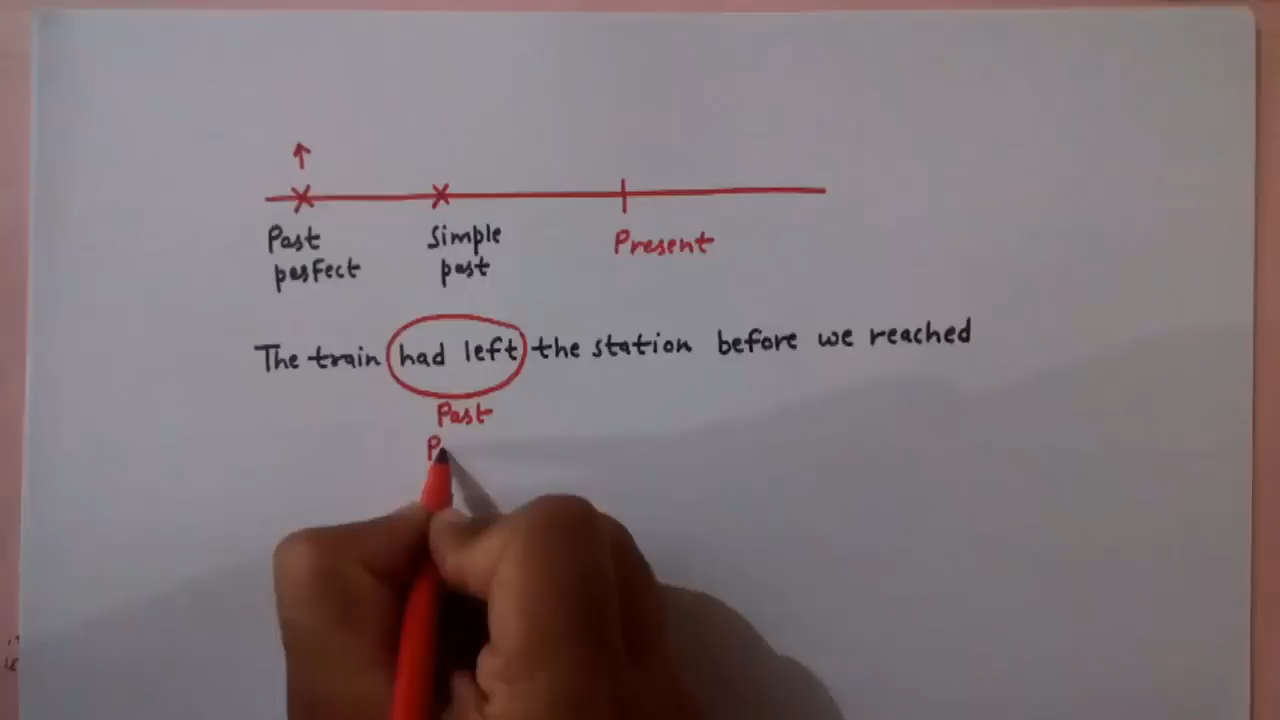 Past Simple Present
perfect past
The train had left the station before we reached
Past
P